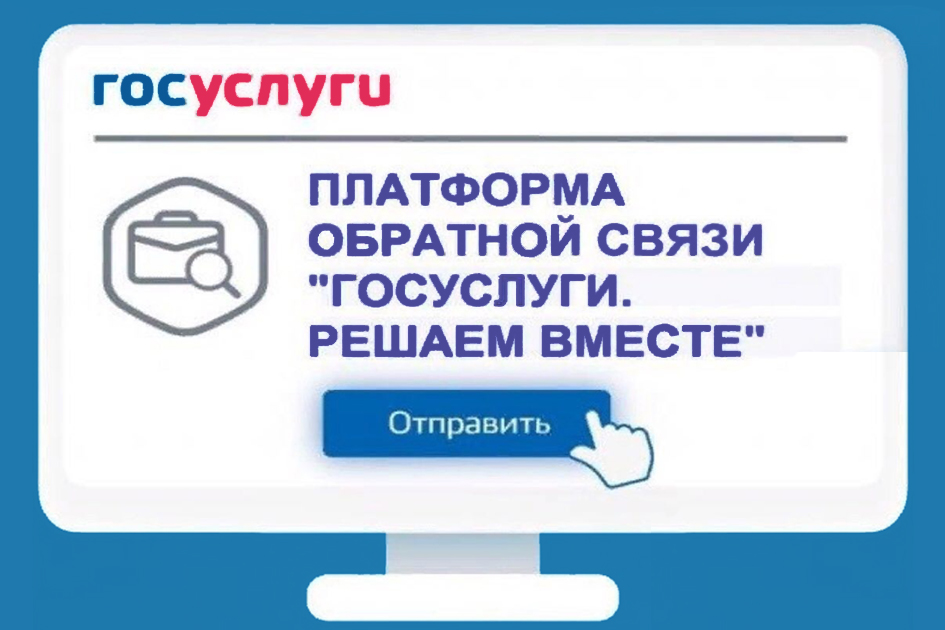 госуслуги
ПЛАТФОРМА
ОБРАТНОЙ СВЯЗИ
"ГОСУСЛУГИ.
РЕШАЕМ ВМЕСТЕ"
Отправить